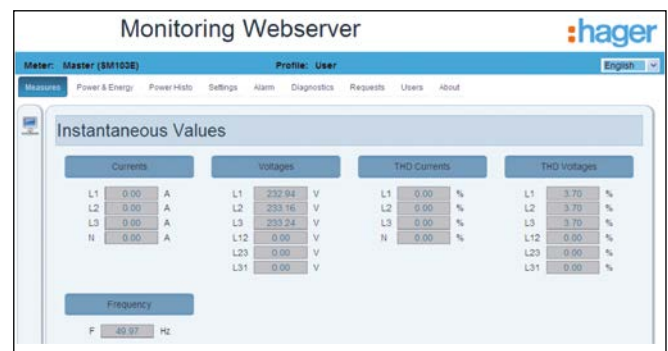 Monitoring Webserver
:hager
Meter: Master (SM103E) Profile: User English
Measures Power & Energy Power Histo Settings Alarm Diagnostics Requests Users About
Instantaneous Values
Currents Voltages THD Currents THD Voltages
L1 0.00 A L1 232.94 V L1 0.00 % L1 3.70 %
L2 0.00 A L2 233.16 V L2 0.00 % L2 3.70 %
L3 0.00 A L3 233.24 V L3 0.00 % L3 3.70 %
N 0.00 A L12 0.00 V N 0.00 % L12 0.00 %
L23 0.00 V L23 0.00 %
L31 0.00 V L31 0.00 %
Frequency
F 49.97 Hz